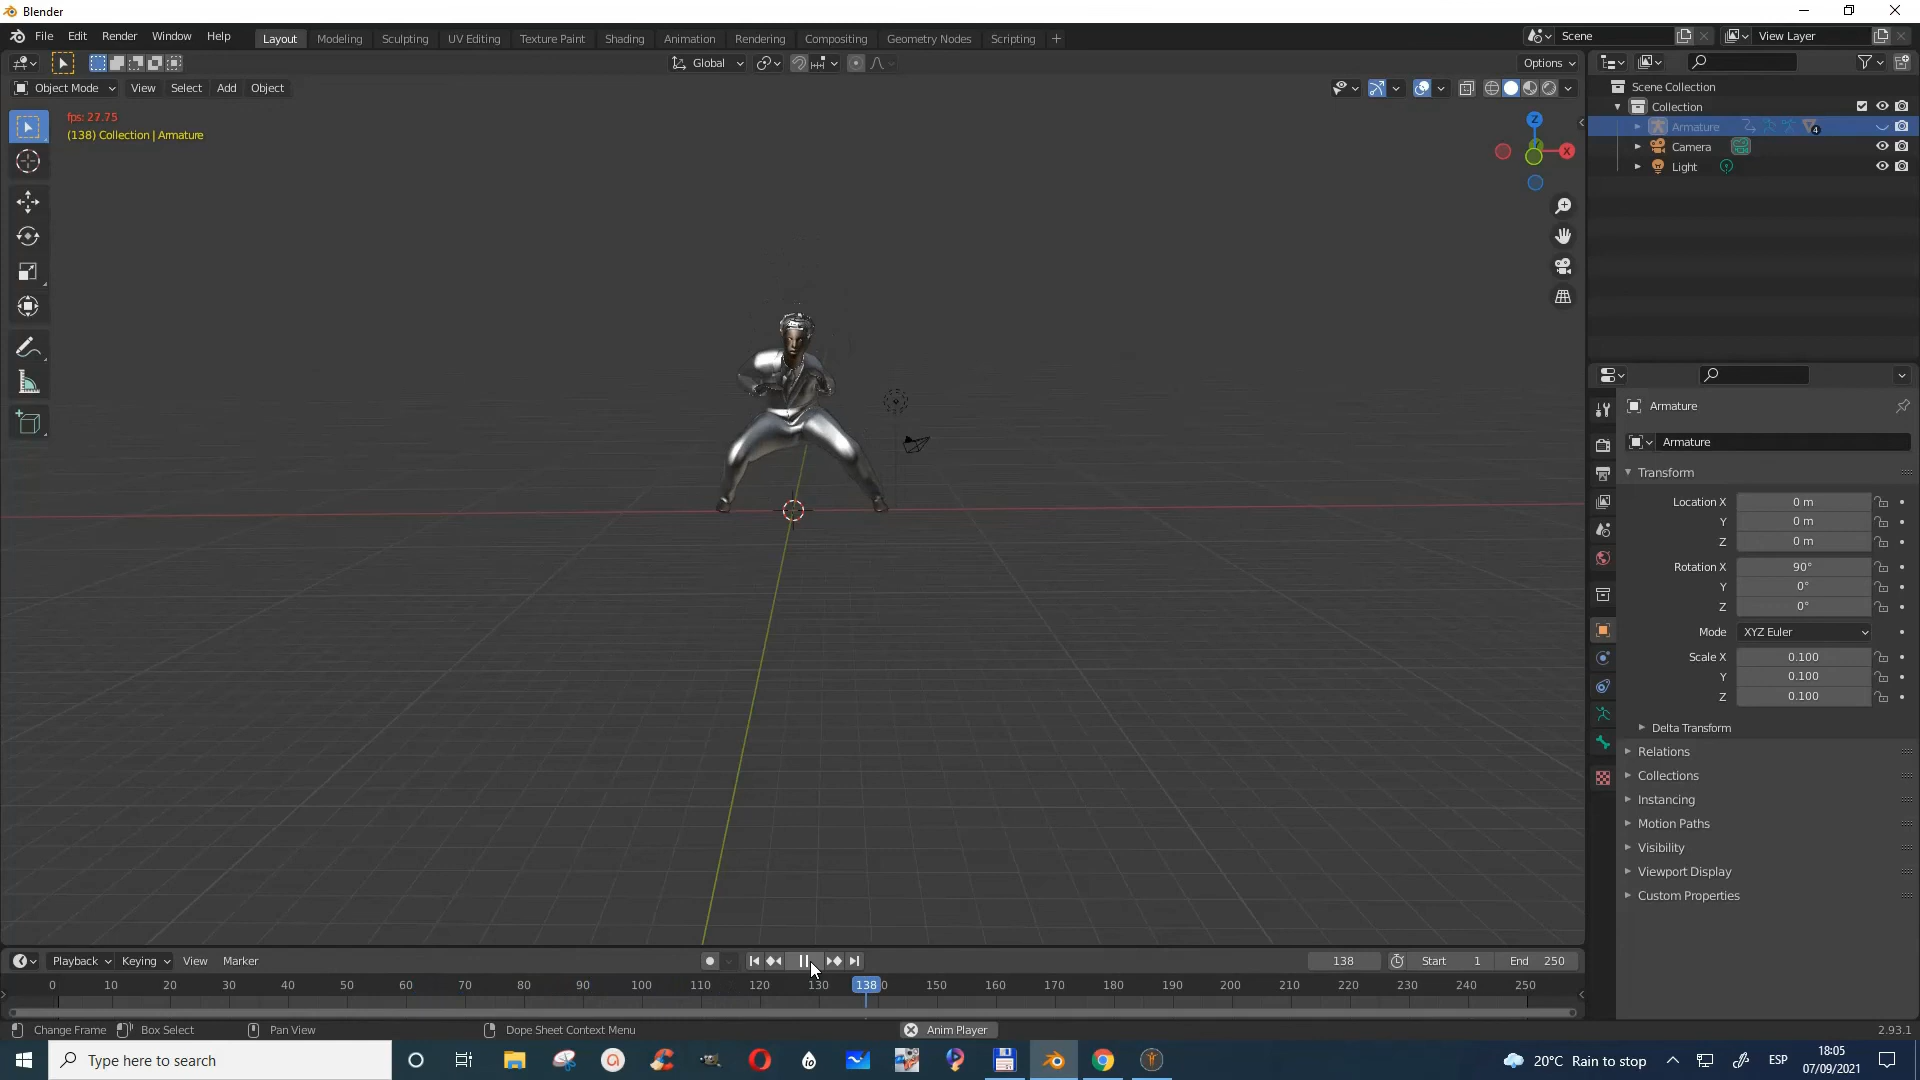 Blender
File Edit Render Window Help
Layout Modeling Sculpting UV Editing Texture Paint Shading Animation Rendering Compositing Geometry Nodes Scripting +
Scene
View Layer
Global
Options
Object Mode View Select Add Object
fps: 27.75
(138) Collection | Armature
Z
X
Scene Collection
Collection
Armature 4
Camera
Light
Armature
Armature
Transform
Location X 0 m
Y 0 m
Z 0 m
Rotation X 90°
Y 0°
Z 0°
Mode XYZ Euler
Scale X 0.100
Y 0.100
Z 0.100
Delta Transform
Relations
Collections
Instancing
Motion Paths
Visibility
Viewport Display
Custom Properties
Playback Keying View Marker
138 Start 1 End 250
0 10 20 30 40 50 60 70 80 90 100 110 120 130 138 0 150 160 170 180 190 200 210 220 230 240 250
Change Frame Box Select Pan View Dope Sheet Context Menu Anim Player 2.93.1
Type here to search
io
20°C Rain to stop
ESP
18:05
07/09/2021